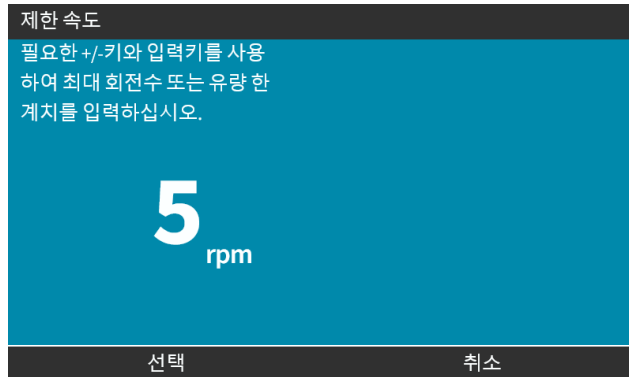 제한 속도
필요한 +/-키와 입력키를 사용
하여 최대 회전수 또는 유량 한
계치를 입력하십시오.
5 rpm
선택 취소